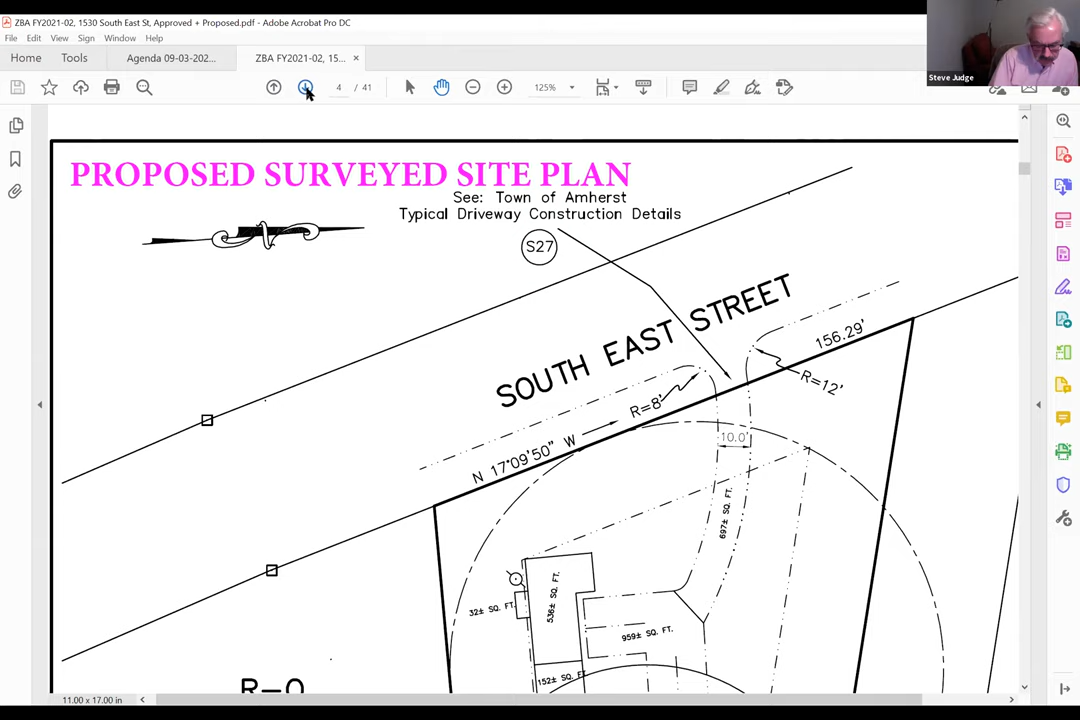 ZBA FY2021-02, 1530 South East St, Approved + Proposed.pdf - Adobe Acrobat Pro DC
File Edit View Sign Window Help
Home Tools Agenda 09-03-202... ZBA FY2021-02, 15... ×
4 / 41 125%
Steve Judge
PROPOSED SURVEYED SITE PLAN
See: Town of Amherst
Typical Driveway Construction Details
S27
SOUTH EAST STREET
156.29'
R=12'
R=8'
N 17°09'50" W
10.0'
697± SQ. FT.
536± SQ. FT.
32± SQ. FT.
959± SQ. FT.
152± SQ. FT.
R-O
11.00 x 17.00 in